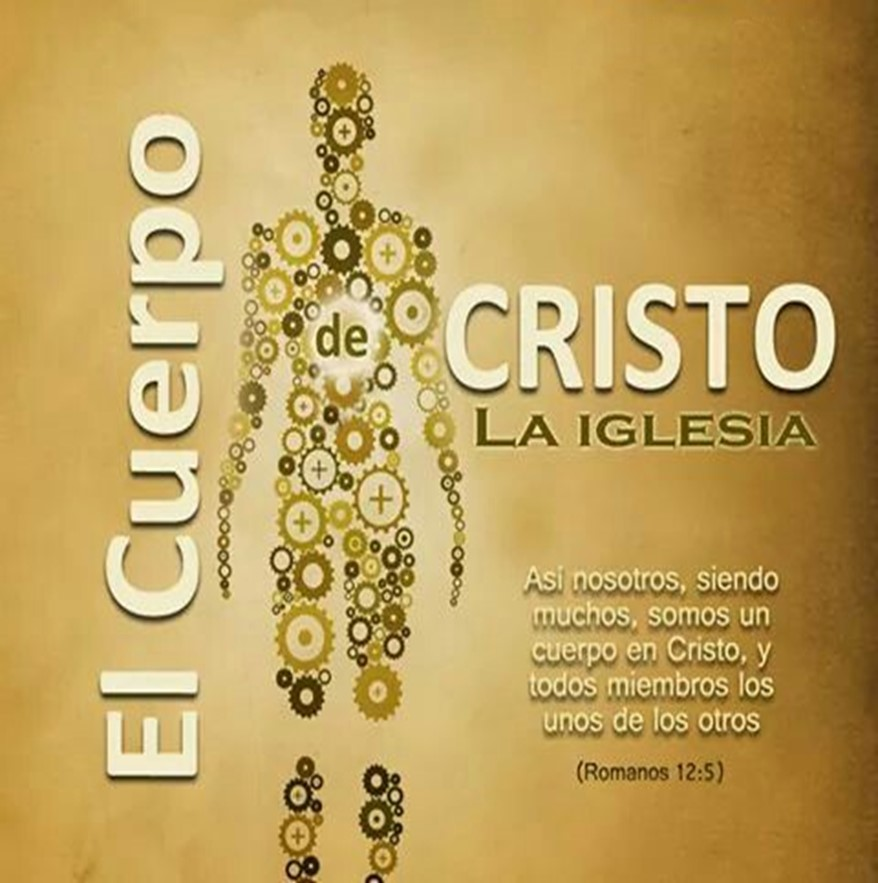 El Cuerpo
de
CRISTO
LA IGLESIA
Así nosotros, siendo
muchos, somos un
cuerpo en Cristo, y
todos miembros los
unos de los otros
(Romanos 12:5)